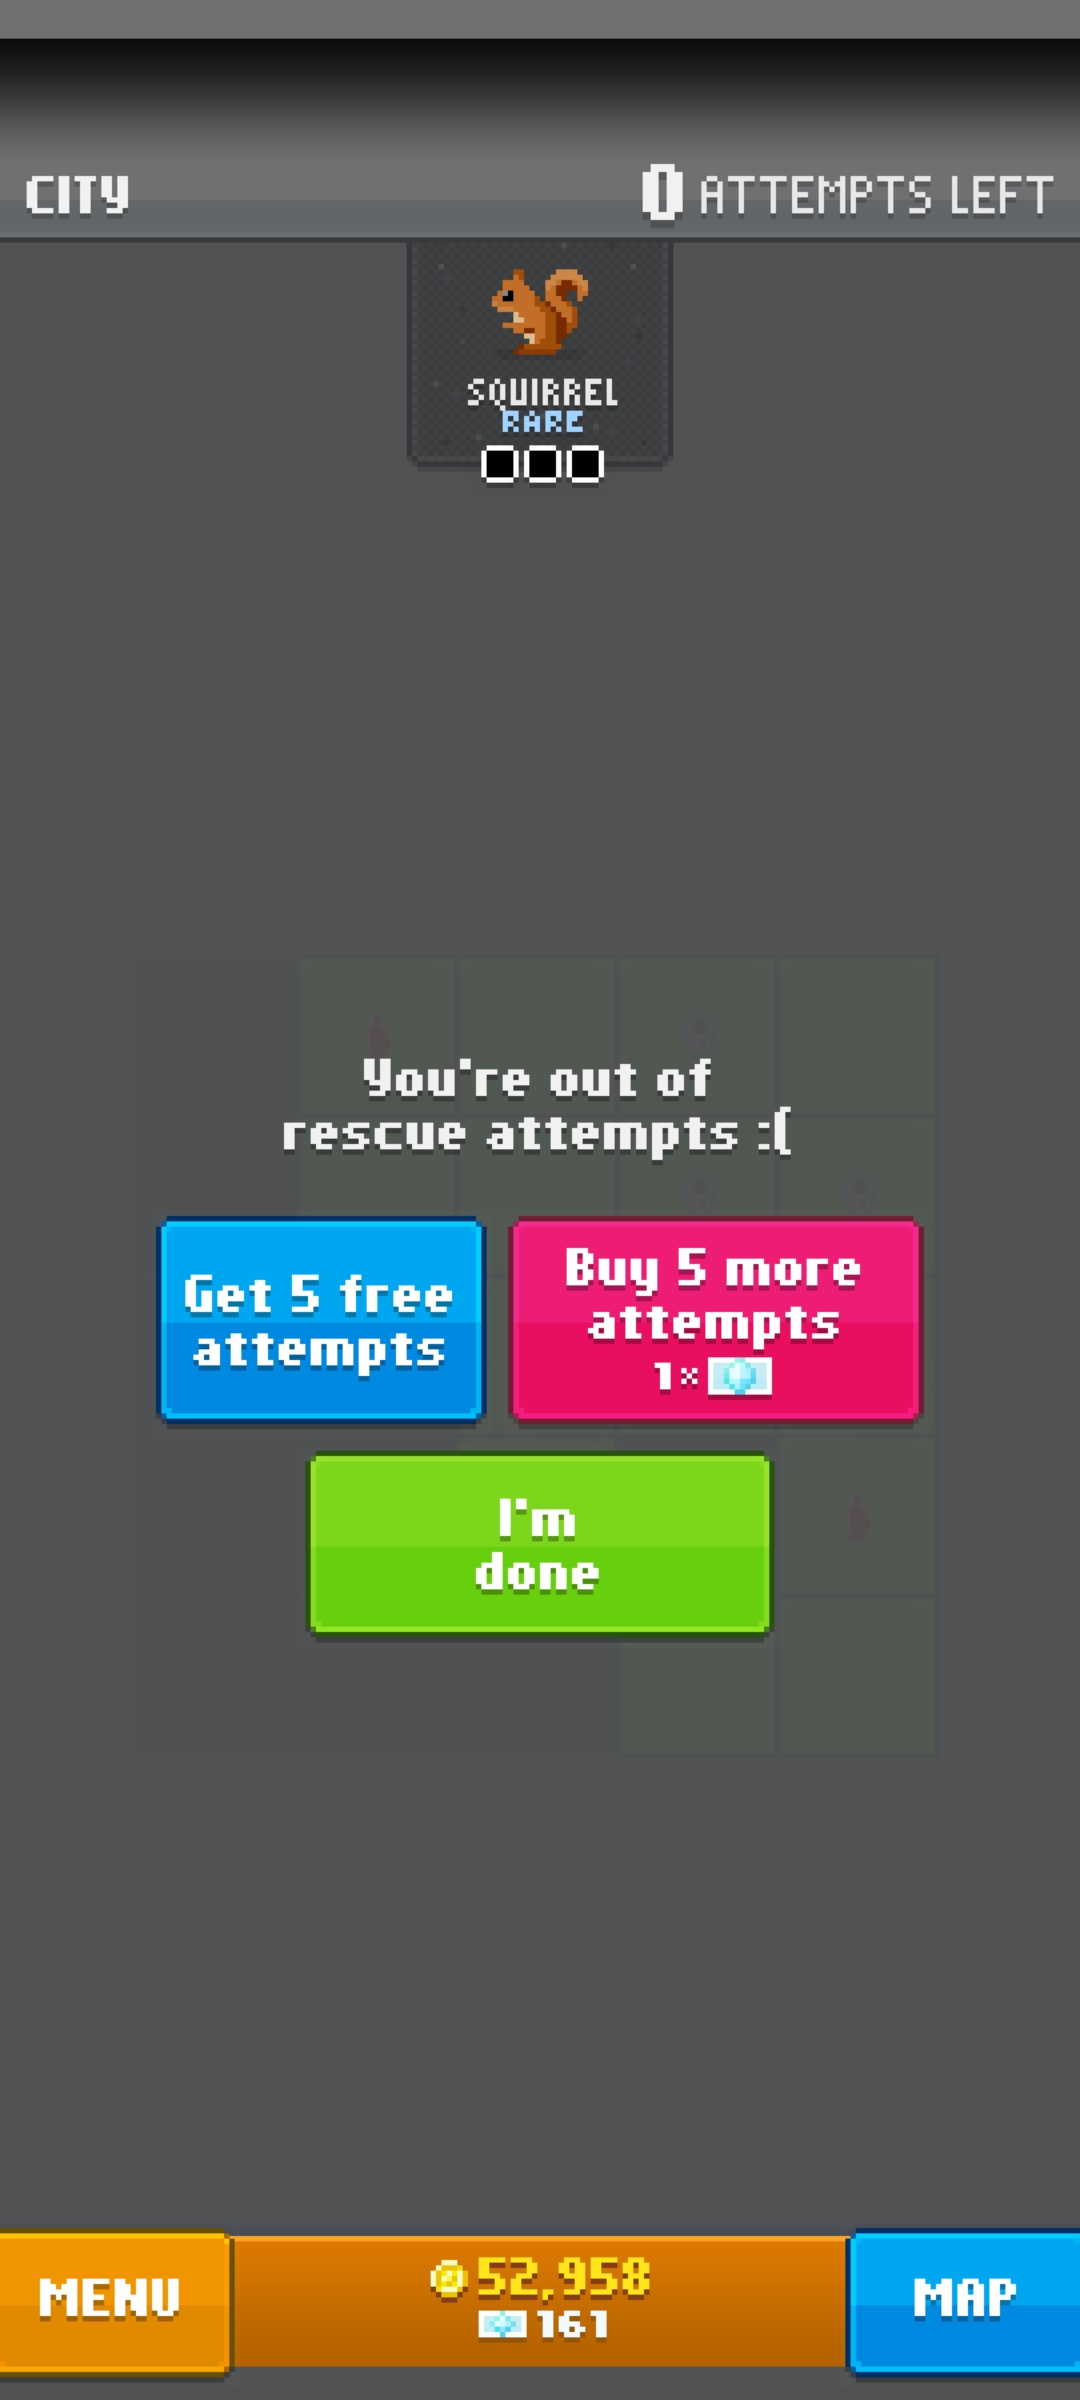 CITY
0 ATTEMPTS LEFT
SQUIRREL
RARE
You're out of
rescue attempts :(
Get 5 free
attempts
Buy 5 more
attempts
1×
I'm
done
MENU
52,958
161
MAP